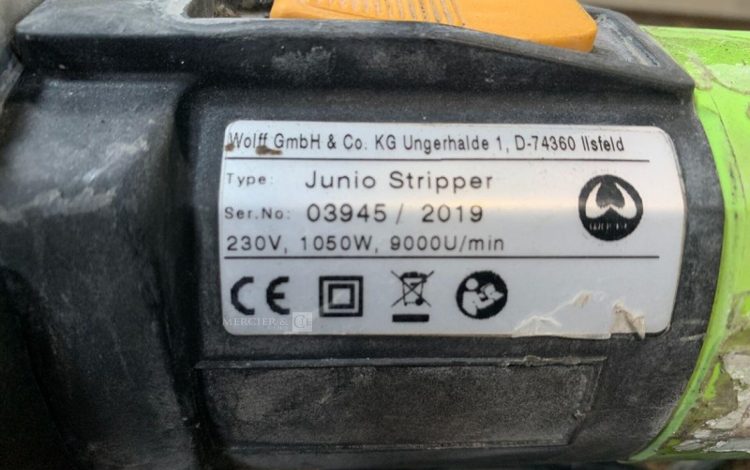 Wolff GmbH & Co. KG Ungerhalde 1, D-74360 Ilsfeld
Type: Junio Stripper
Ser.No: 03945 / 2019
230V, 1050W, 9000U/min
CE
MERCIER &